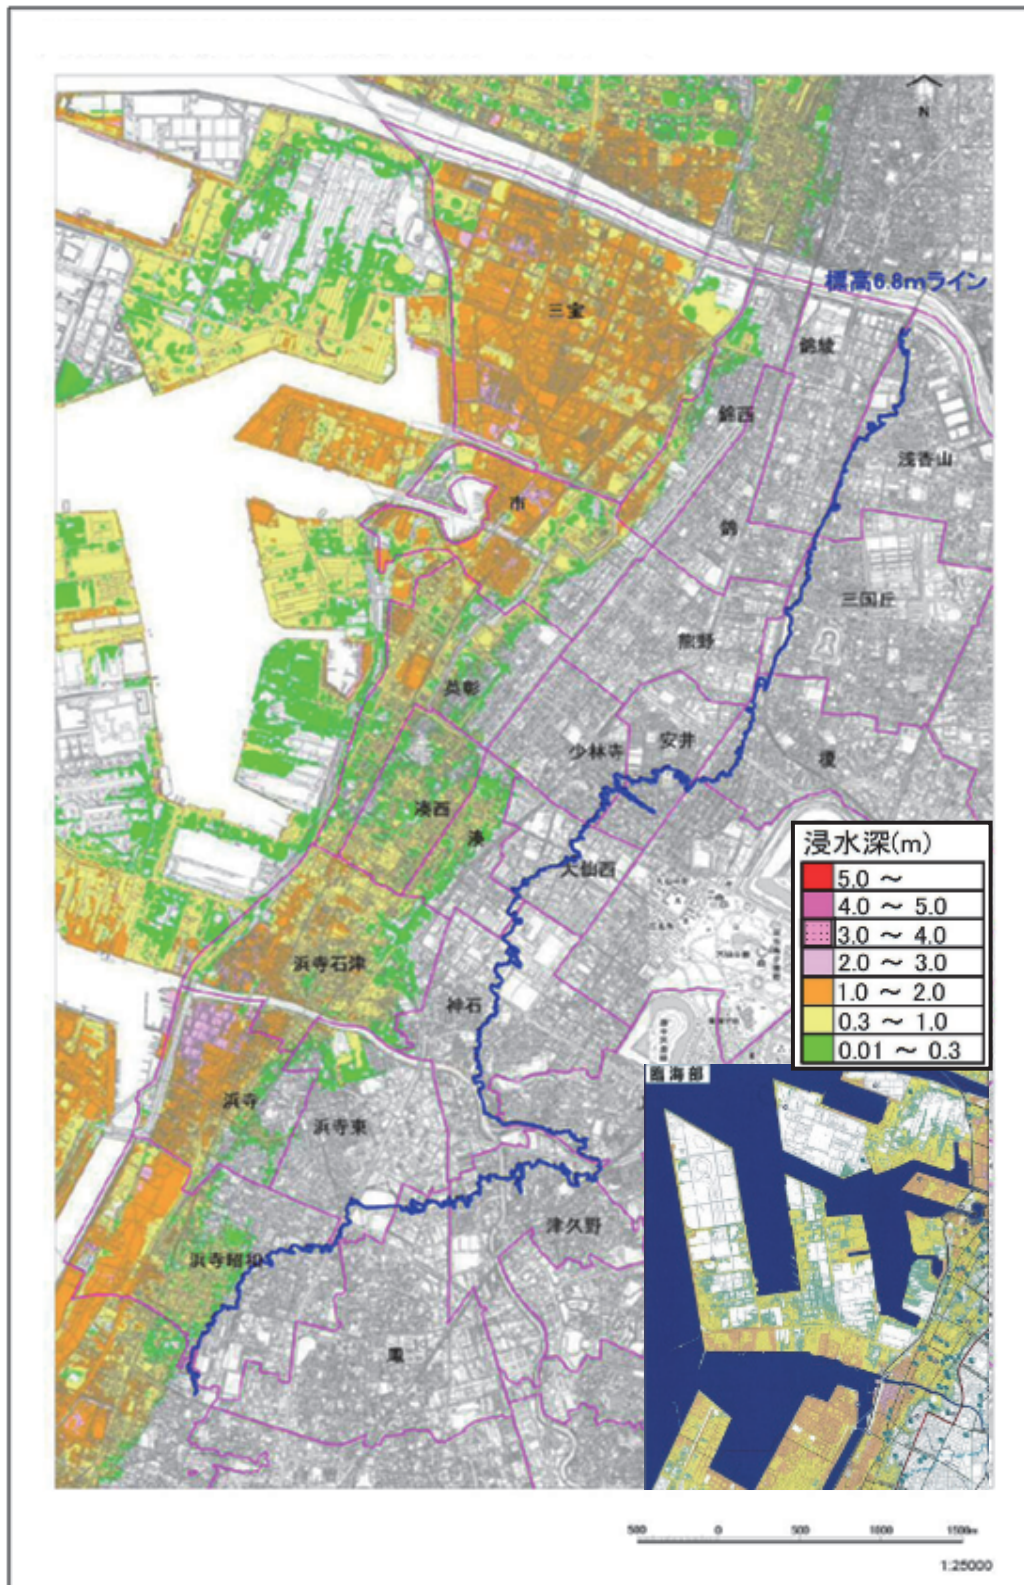 N
標高6.8mライン
三宝
錦綾
錦西
浅香山
市
錦
三国丘
熊野
英彰
少林寺
安井
榎
湊西
湊
大仙西
浸水深(m)
5.0 ～
4.0 ～ 5.0
3.0 ～ 4.0
2.0 ～ 3.0
1.0 ～ 2.0
0.3 ～ 1.0
0.01 ～ 0.3
浜寺石津
神石
臨海部
浜寺
浜寺東
津久野
浜寺昭和
鳳
500 0 500 1000 1500m
1:25000